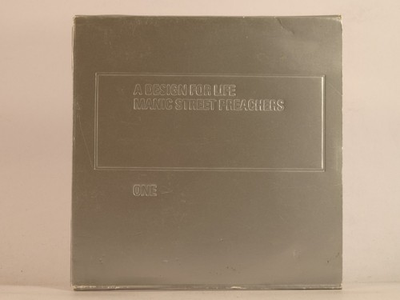 A DESIGN FOR LIFE
MANIC STREET PREACHERS
ONE